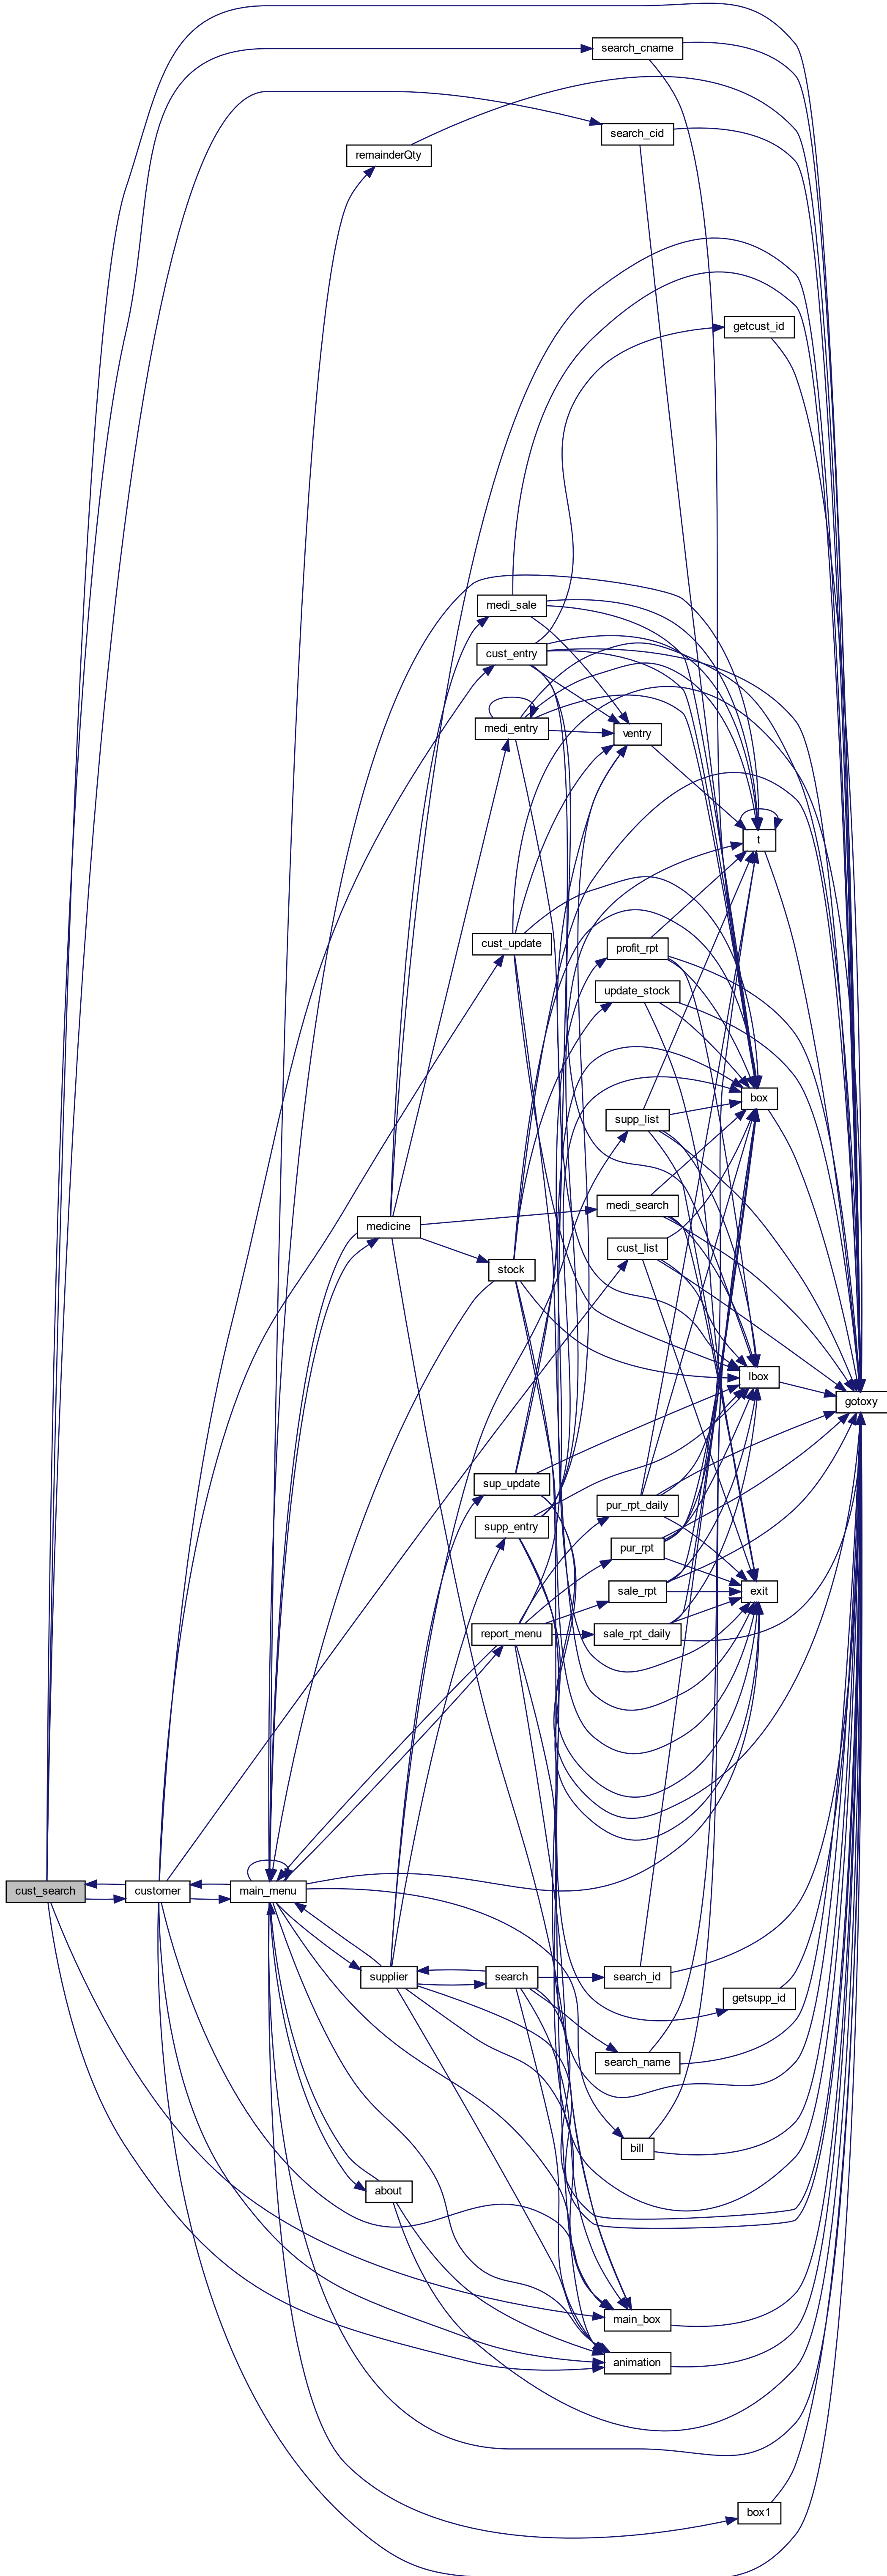 search_cname
search_cid
remainderQty
getcust_id
medi_sale
cust_entry
medi_entry
ventry
t
cust_update
profit_rpt
update_stock
box
supp_list
medi_search
medicine
cust_list
stock
lbox
gotoxy
sup_update
pur_rpt_daily
supp_entry
pur_rpt
sale_rpt
exit
report_menu
sale_rpt_daily
cust_search
customer
main_menu
supplier
search
search_id
getsupp_id
search_name
bill
about
main_box
animation
box1